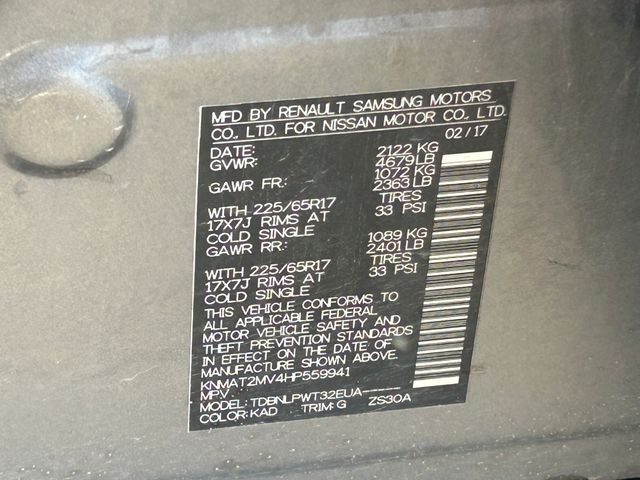 MFD BY RENAULT SAMSUNG MOTORS
CO., LTD. FOR NISSAN MOTOR CO., LTD.
02/17
DATE: 2122 KG
GVWR: 4679 LB
1072 KG
GAWR FR.: 2363 LB
TIRES
WITH 225/65R17 33 PSI
17X7J RIMS AT
COLD SINGLE 1089 KG
GAWR RR.: 2401 LB
TIRES
WITH 225/65R17 33 PSI
17X7J RIMS AT
COLD SINGLE
THIS VEHICLE CONFORMS TO
ALL APPLICABLE FEDERAL
MOTOR VEHICLE SAFETY AND
THEFT PREVENTION STANDARDS
IN EFFECT ON THE DATE OF
MANUFACTURE SHOWN ABOVE.
KNMAT2MV4HP559941
MPV
MODEL: TDBNLPWT32EUA----
COLOR: KAD TRIM: G ZS30A